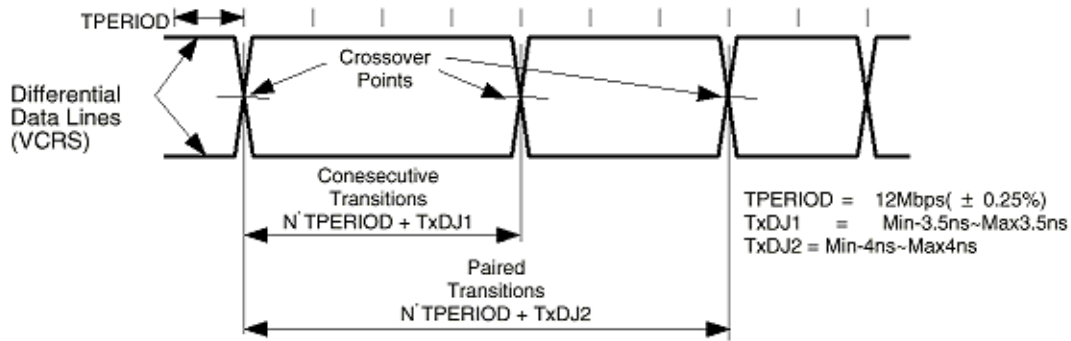 TPERIOD
Crossover
Points
Differential
Data Lines
(VCRS)
Conesecutive
Transitions
N*TPERIOD + TxDJ1
TPERIOD = 12Mbps( ± 0.25%)
TxDJ1 = Min-3.5ns~Max3.5ns
TxDJ2 = Min-4ns~Max4ns
Paired
Transitions
N*TPERIOD + TxDJ2